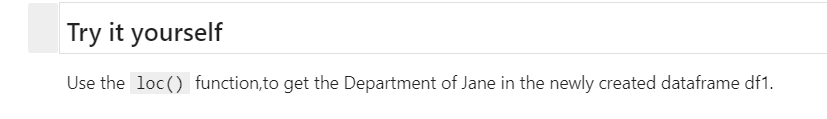 Try it yourself
Use the loc() function,to get the Department of Jane in the newly created dataframe df1.